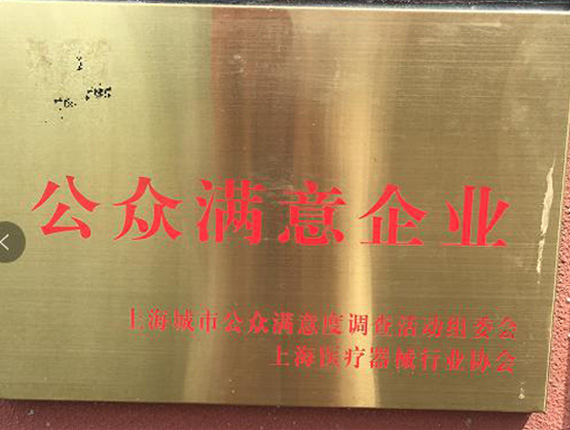 公众满意企业
上海城市公众满意度调查活动组委会
上海医疗器械行业协会